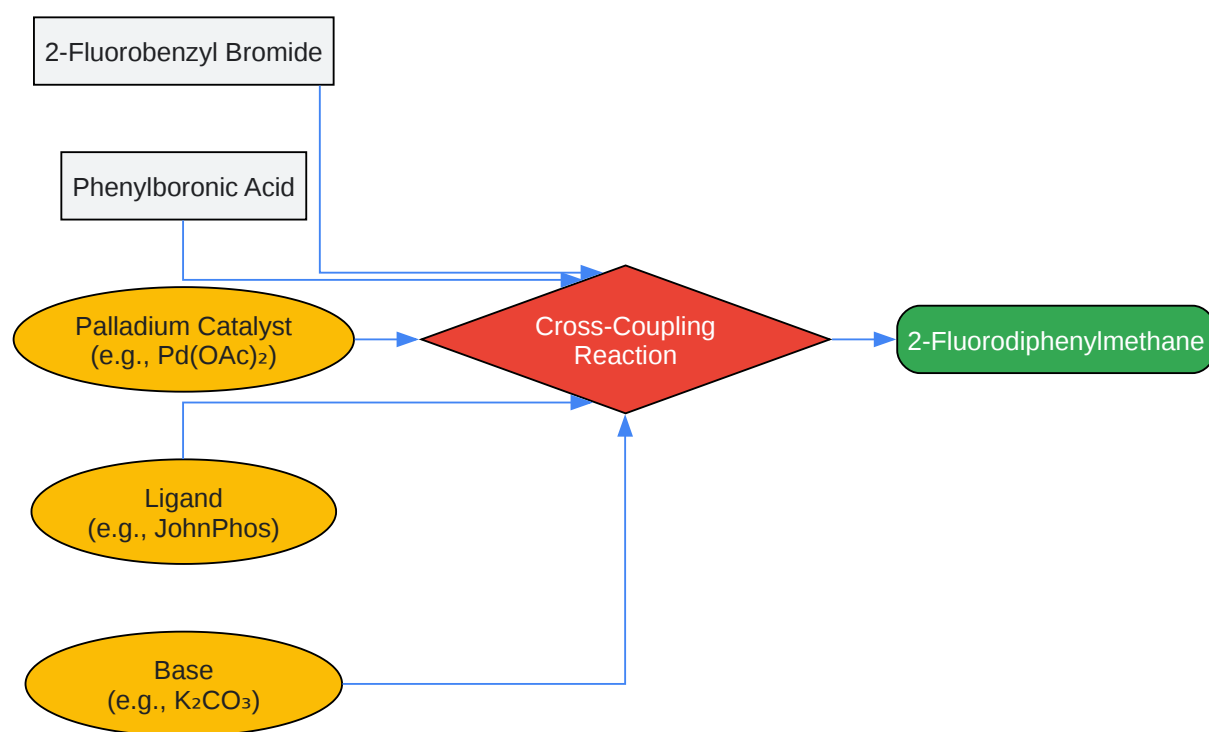 2-Fluorobenzyl Bromide
Phenylboronic Acid
Palladium Catalyst
(e.g., Pd(OAc)₂)
Cross-Coupling
Reaction
2-Fluorodiphenylmethane
Ligand
(e.g., JohnPhos)
Base
(e.g., K₂CO₃)